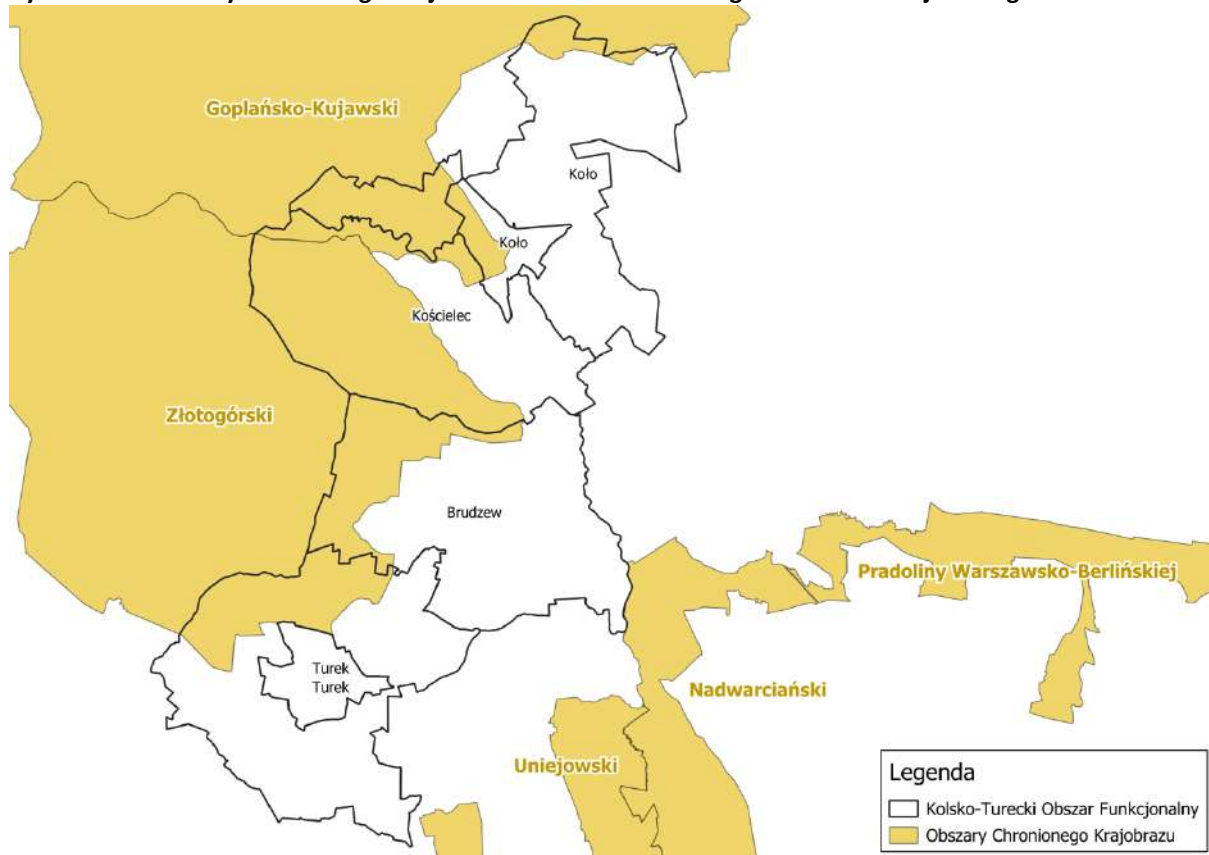 Goplańsko-Kujawski
Koło
Koło
Kościelec
Złotogórski
Brudzew
Pradoliny Warszawsko-Berlińskiej
Turek
Turek
Nadwarciański
Uniejowski
Legenda
Kolsko-Turecki Obszar Funkcjonalny
Obszary Chronionego Krajobrazu